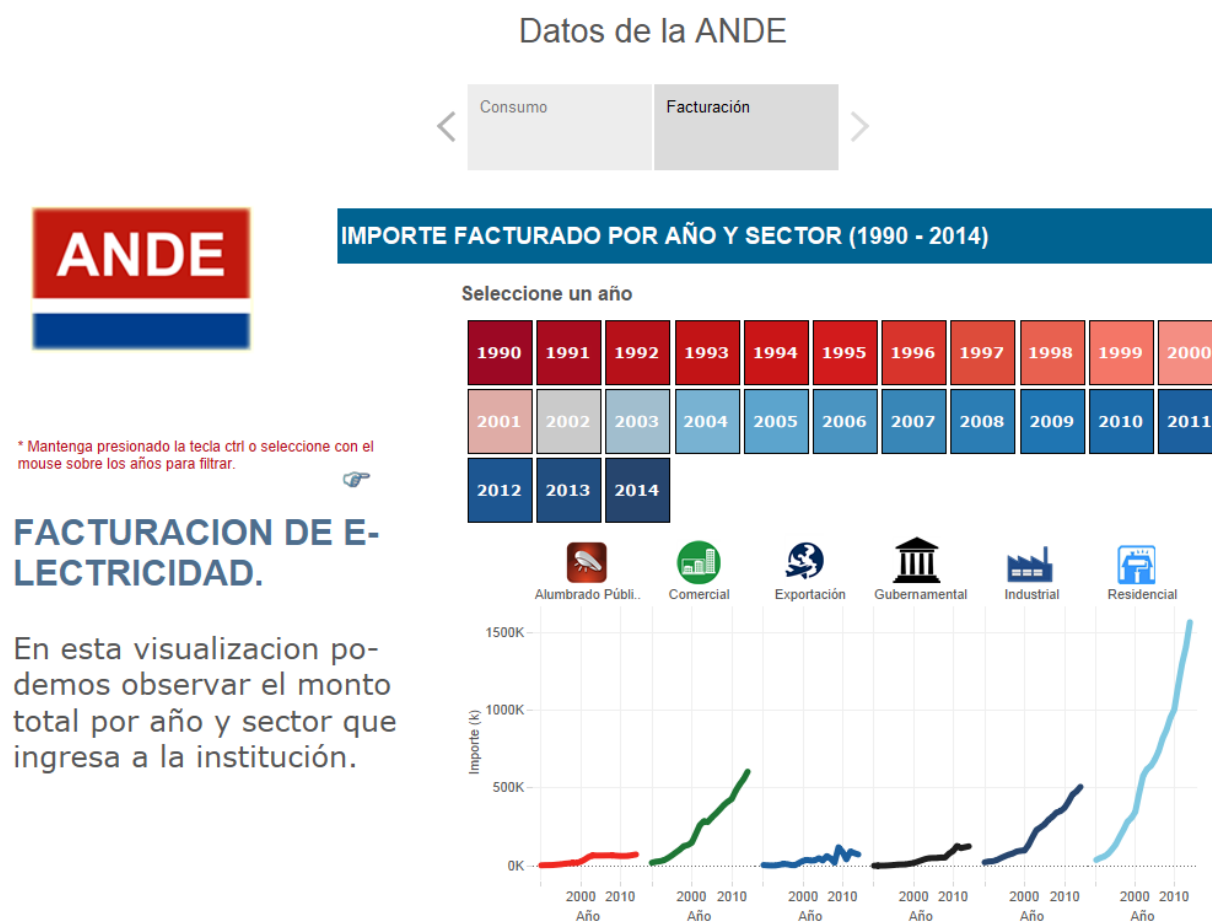 Datos de la ANDE
Consumo
Facturación
ANDE
IMPORTE FACTURADO POR AÑO Y SECTOR (1990 - 2014)
Seleccione un año
1990 1991 1992 1993 1994 1995 1996 1997 1998 1999 2000
2001 2002 2003 2004 2005 2006 2007 2008 2009 2010 2011
2012 2013 2014
* Mantenga presionado la tecla ctrl o seleccione con el
mouse sobre los años para filtrar.
FACTURACION DE E-
LECTRICIDAD.
En esta visualizacion po-
demos observar el monto
total por año y sector que
ingresa a la institución.
Alumbrado Públi.. Comercial Exportación Gubernamental Industrial Residencial
1500K
1000K
500K
0K
Importe (k)
2000 2010 2000 2010 2000 2010 2000 2010 2000 2010 2000 2010
Año Año Año Año Año Año